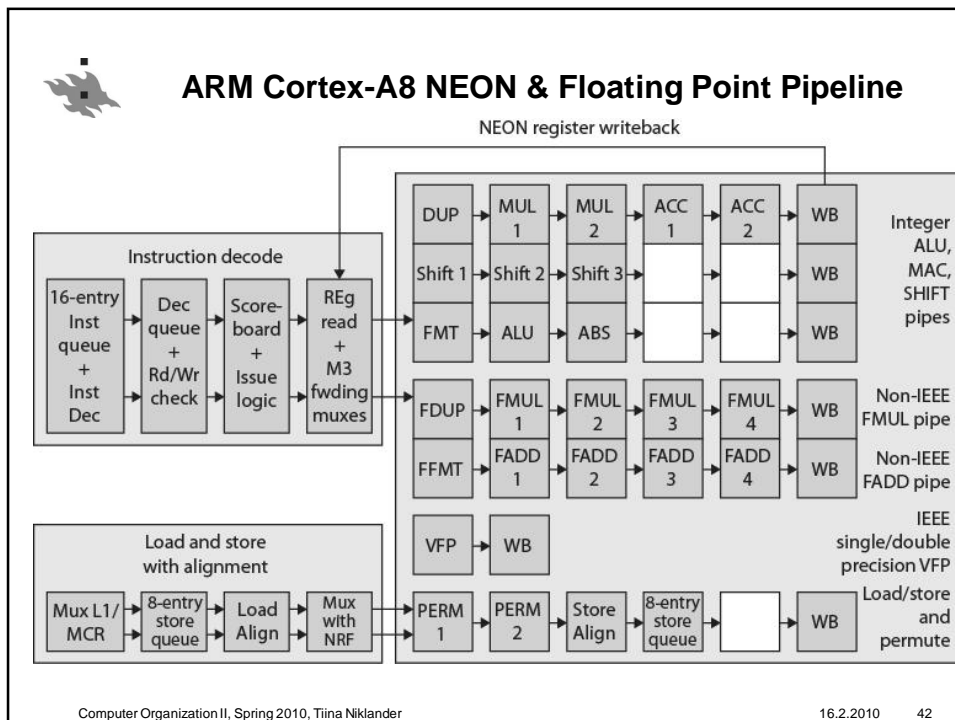 ARM Cortex-A8 NEON & Floating Point Pipeline
NEON register writeback
Instruction decode
16-entry
Inst
queue
+
Inst
Dec
Dec
queue
+
Rd/Wr
check
Score-
board
+
Issue
logic
REg
read
+
M3
fwding
muxes
DUP
MUL
1
MUL
2
ACC
1
ACC
2
WB
Integer
ALU,
MAC,
SHIFT
pipes
Shift 1
Shift 2
Shift 3
WB
FMT
ALU
ABS
WB
FDUP
FMUL
1
FMUL
2
FMUL
3
FMUL
4
WB
Non-IEEE
FMUL pipe
FFMT
FADD
1
FADD
2
FADD
3
FADD
4
WB
Non-IEEE
FADD pipe
VFP
WB
IEEE
single/double
precision VFP
Load and store
with alignment
Mux L1/
MCR
8-entry
store
queue
Load
Align
Mux
with
NRF
PERM
1
PERM
2
Store
Align
8-entry
store
queue
WB
Load/store
and
permute
Computer Organization II, Spring 2010, Tiina Niklander
16.2.2010
42